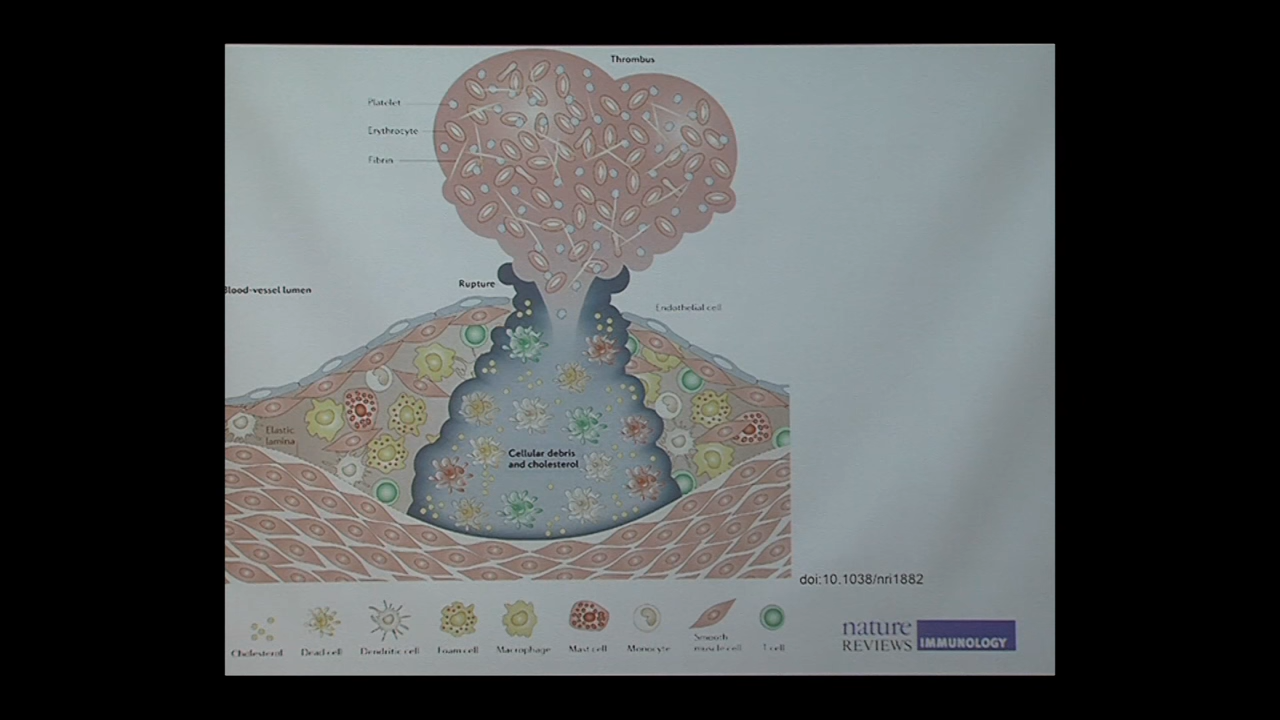 Thrombus
Platelet
Erythrocyte
Fibrin
Blood-vessel lumen
Rupture
Endothelial cell
Elastic
lamina
Cellular debris
and cholesterol
doi:10.1038/nri1882
Cholesterol
Dead cell
Dendritic cell
Foam cell
Macrophage
Mast cell
Monocyte
Smooth
muscle cell
T cell
nature
REVIEWS IMMUNOLOGY